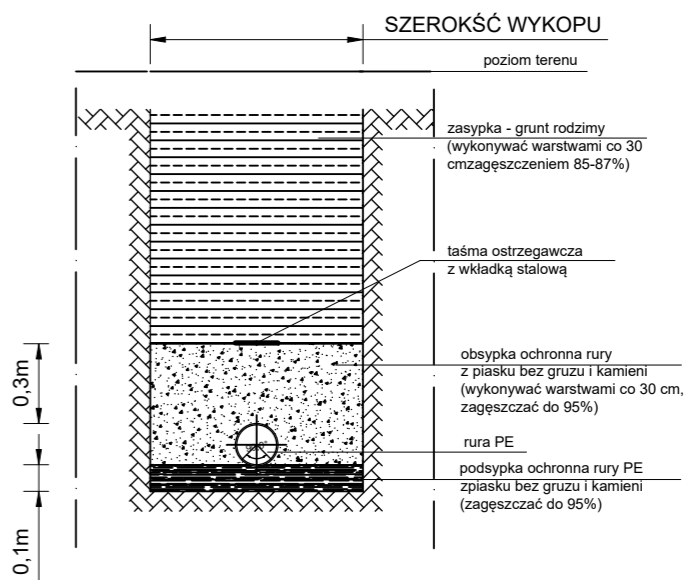 SZEROKŚĆ WYKOPU
poziom terenu
zasypka - grunt rodzimy
(wykonywać warstwami co 30
cmzagęszczeniem 85-87%)
taśma ostrzegawcza
z wkładką stalową
0,3m
obsypka ochronna rury
z piasku bez gruzu i kamieni
(wykonywać warstwami co 30 cm,
zagęszczać do 95%)
rura PE
podsypka ochronna rury PE
zpiasku bez gruzu i kamieni
(zagęszczać do 95%)
0,1m